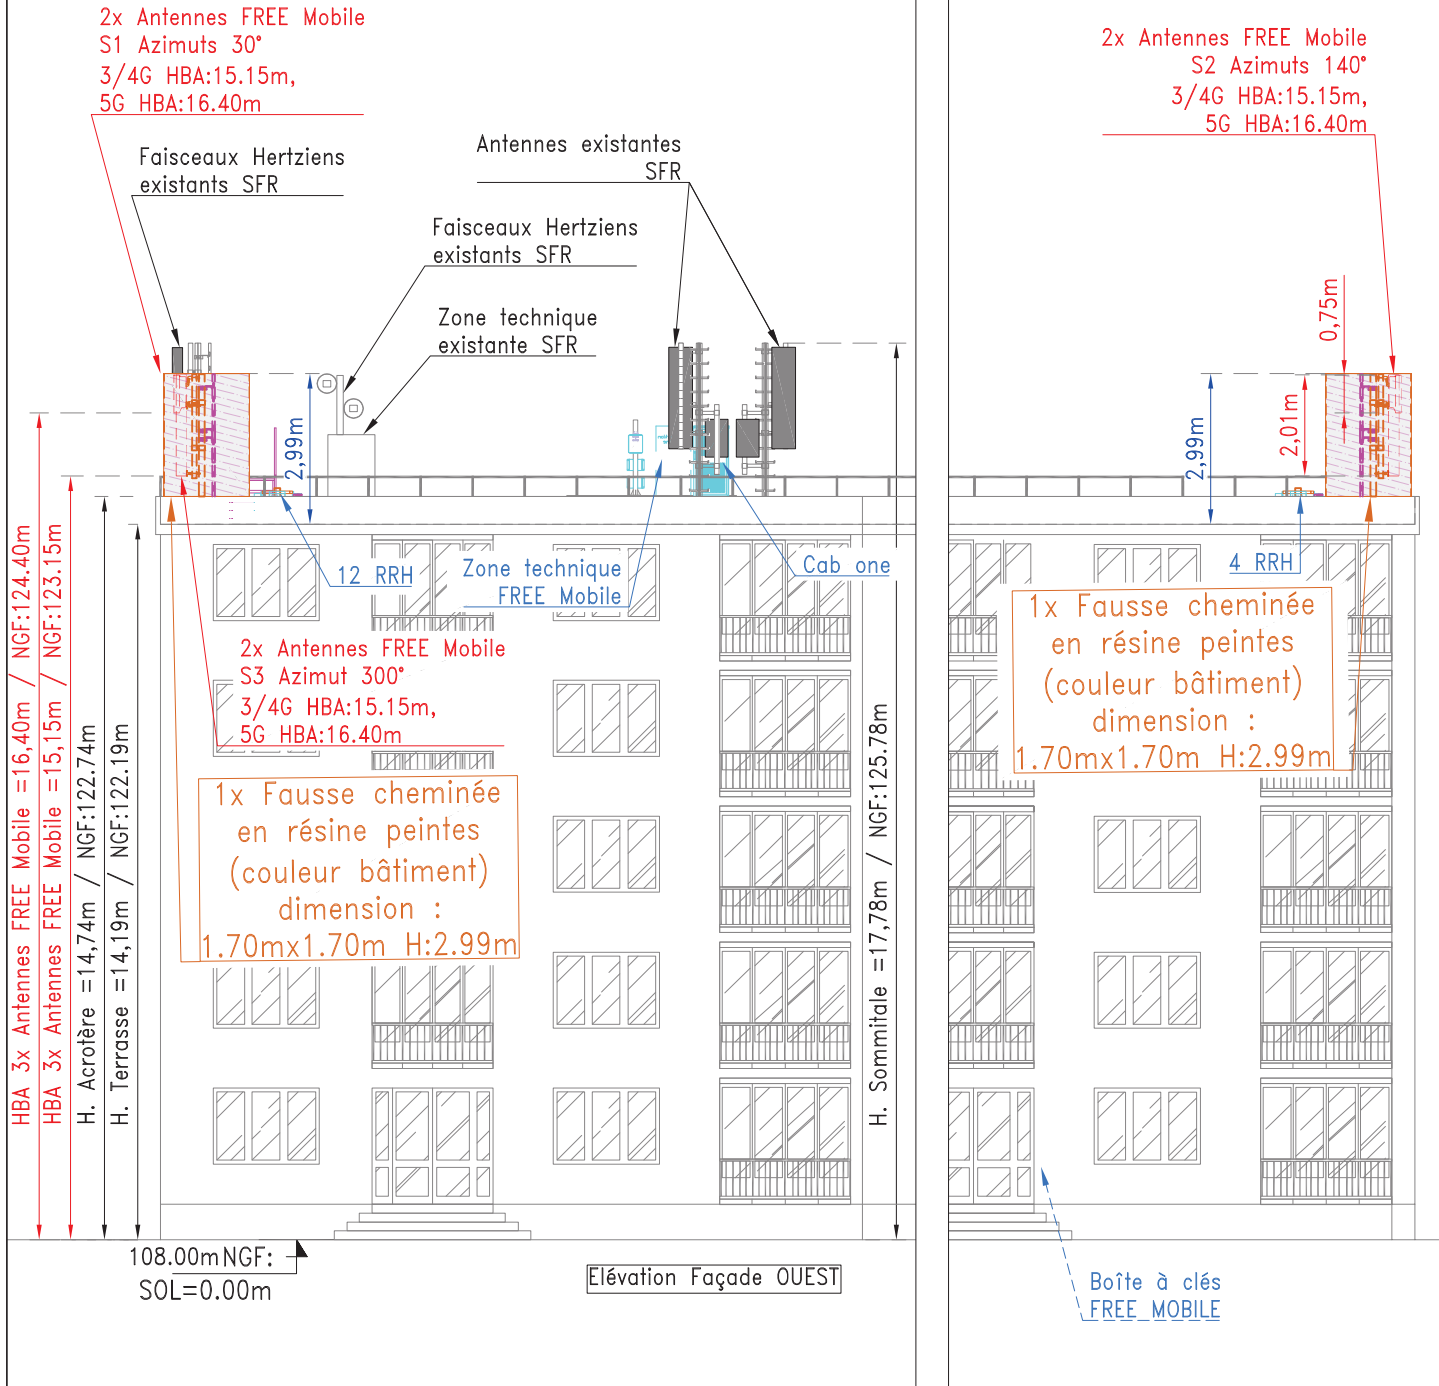 2x Antennes FREE Mobile
S1 Azimuts 30°
3/4G HBA:15.15m,
5G HBA:16.40m
Faisceaux Hertziens
existants SFR
Antennes existantes
SFR
Faisceaux Hertziens
existants SFR
Zone technique
existante SFR
2x Antennes FREE Mobile
S2 Azimuts 140°
3/4G HBA:15.15m,
5G HBA:16.40m
0,75m
2,01m
2,99m
2,99m
12 RRH
Zone technique
FREE Mobile
Cab one
4 RRH
2x Antennes FREE Mobile
S3 Azimut 300°
3/4G HBA:15.15m,
5G HBA:16.40m
1x Fausse cheminée
en résine peintes
(couleur bâtiment)
dimension :
1.70mx1.70m H:2.99m
1x Fausse cheminée
en résine peintes
(couleur bâtiment)
dimension :
1.70mx1.70m H:2.99m
HBA 3x Antennes FREE Mobile =16,40m / NGF:124.40m
HBA 3x Antennes FREE Mobile =15,15m / NGF:123.15m
H. Acrotère =14,74m / NGF:122.74m
H. Terrasse =14,19m / NGF:122.19m
H. Sommitale =17,78m / NGF:125.78m
108.00mNGF:
SOL=0.00m
Elévation Façade OUEST
Boîte à clés
FREE MOBILE